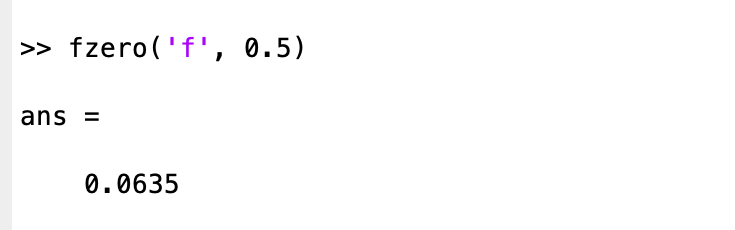 >> fzero('f', 0.5)
ans =
0.0635